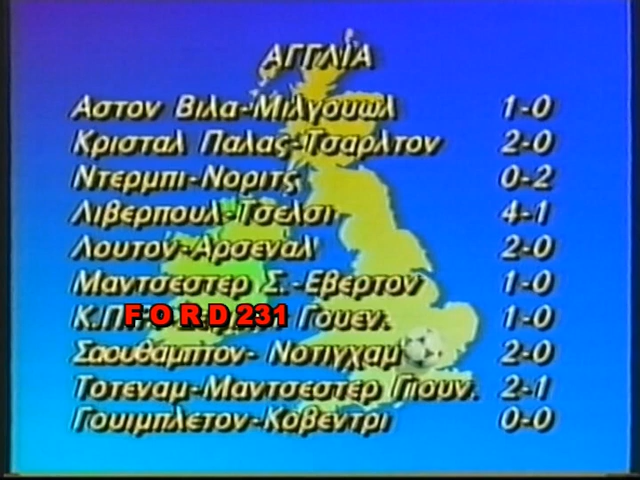 ΑΓΓΛΙΑ
Αστον Βιλα-Μιλγουωλ 1-0
Κρισταλ Παλας-Τσαρλτον 2-0
Ντερμπι-Νοριτς 0-2
Λιβερπουλ-Τσελσι 4-1
Λουτον-Αρσεναλ 2-0
Μαντσεστερ Σ.-Εβερτον 1-0
Κ.Π FORD 231 Γουεν. 1-0
Σαουθαμπτον- Νοτιγχαμ 2-0
Τοτεναμ-Μαντσεστερ Γιουν. 2-1
Γουιμπλετον-Κοβεντρι 0-0